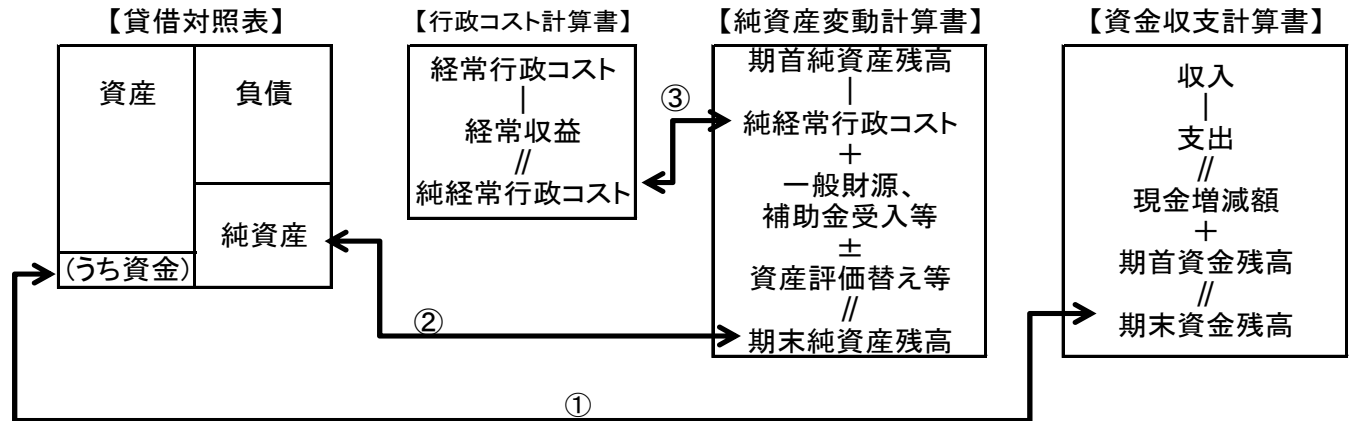 【貸借対照表】
資産
負債
純資産
(うち資金)
【行政コスト計算書】
経常行政コスト
|
経常収益
//
純経常行政コスト
③
【純資産変動計算書】
期首純資産残高
|
純経常行政コスト
+
一般財源、
補助金受入等
±
資産評価替え等
//
期末純資産残高
②
【資金収支計算書】
収入
|
支出
//
現金増減額
+
期首資金残高
//
期末資金残高
①